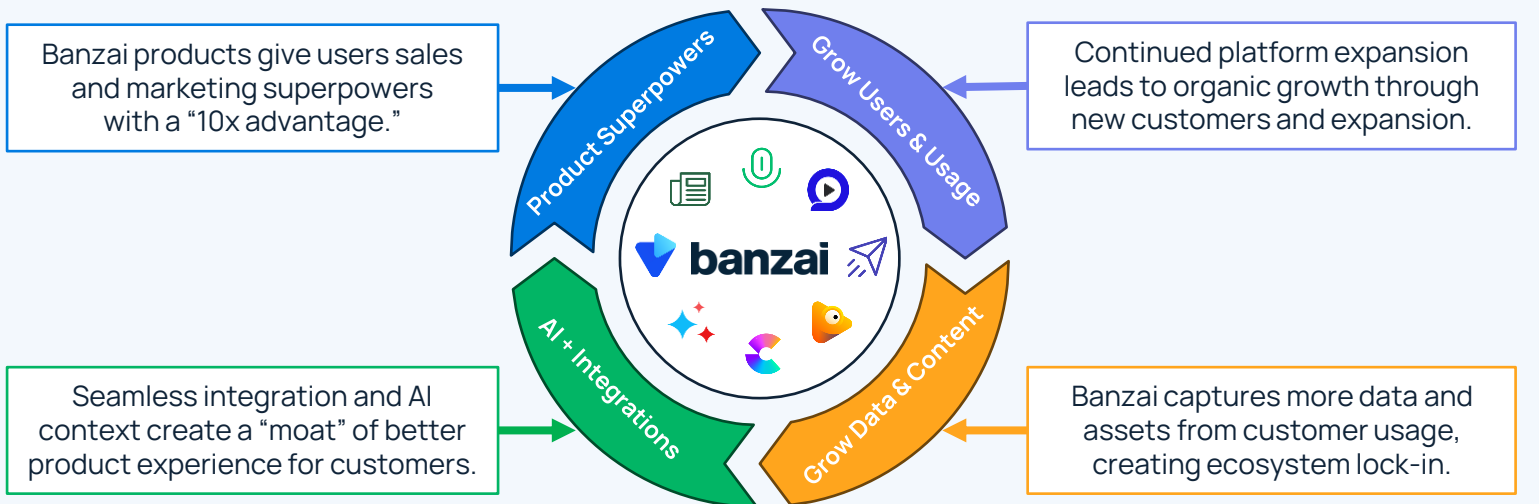 Banzai products give users sales
and marketing superpowers
with a “10x advantage.”
Product Superpowers
Grow Users & Usage
Continued platform expansion
leads to organic growth through
new customers and expansion.
banzai
Seamless integration and AI
context create a “moat” of better
product experience for customers.
AI + Integrations
Grow Data & Content
Banzai captures more data and
assets from customer usage,
creating ecosystem lock-in.